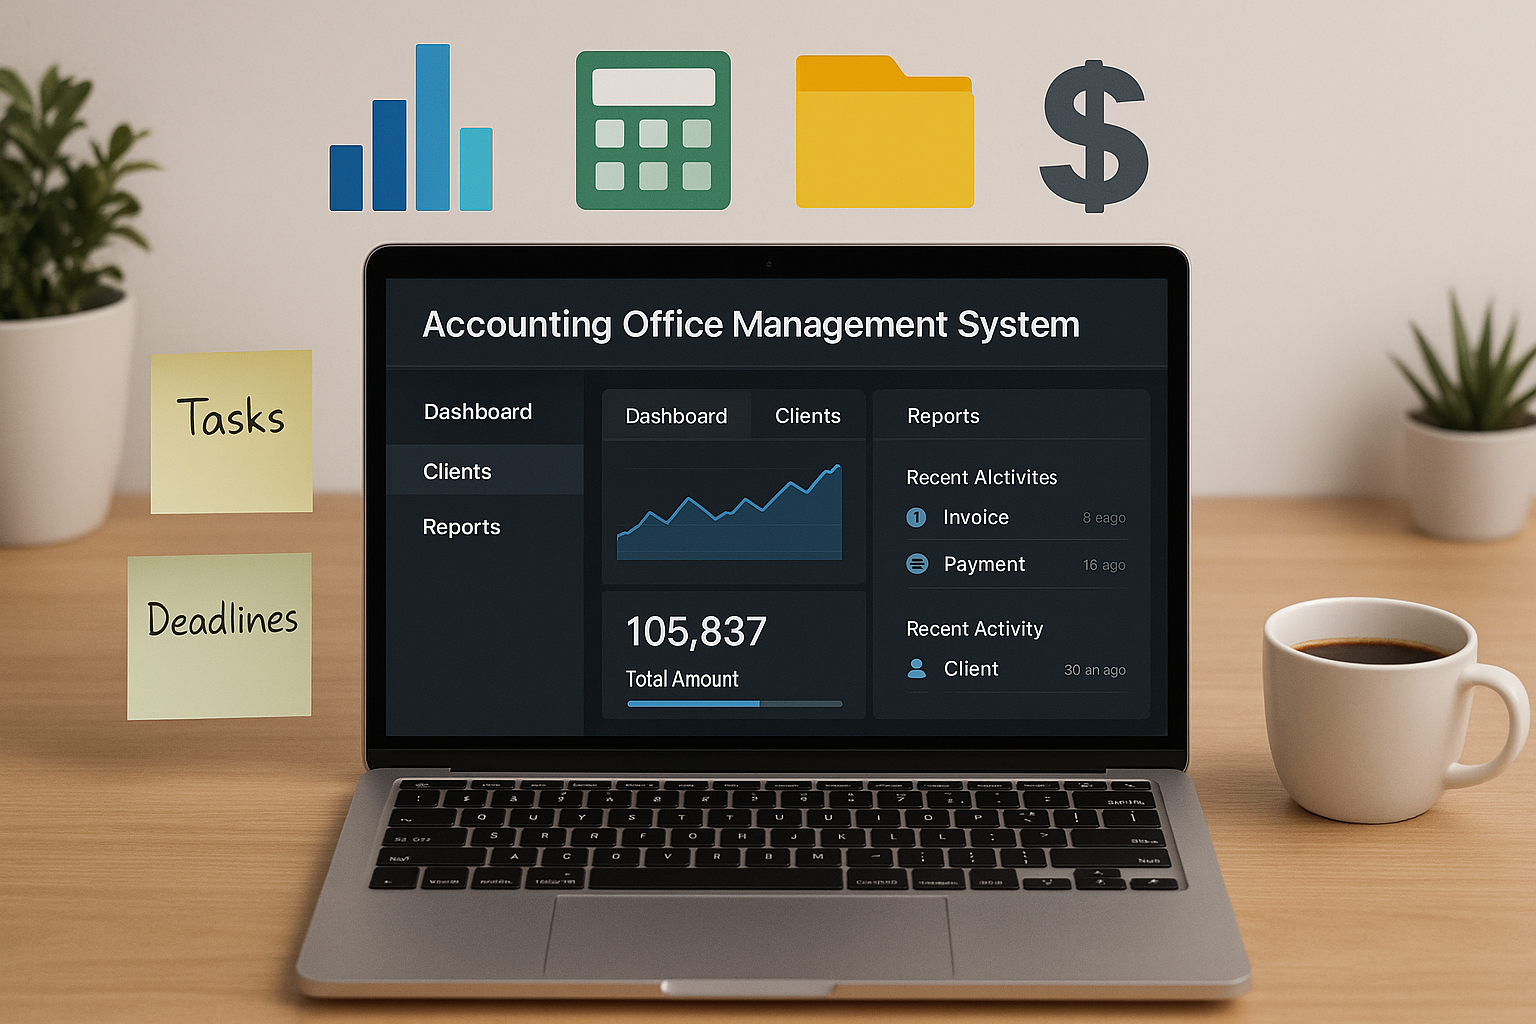 Tasks
Deadlines
Accounting Office Management System
Dashboard
Clients
Reports
Dashboard Clients
105,837
Total Amount
Reports
Recent Alctivites
Invoice 8 eago
Payment 16 ago
Recent Activity
Client 30 an ago